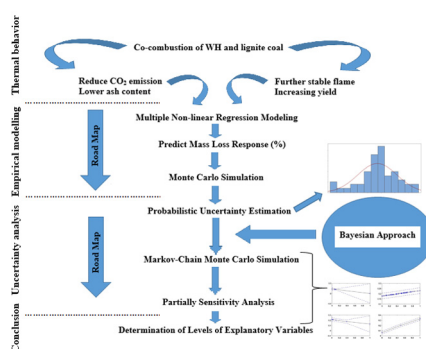 Thermal behavior
Co-combustion of WH and lignite coal
Reduce CO₂ emission
Lower ash content
Further stable flame
Increasing yield
Empirical modelling
Road Map
Multiple Non-linear Regression Modeling
Predict Mass Loss Response (%)
Monte Carlo Simulation
Probabilistic Uncertainty Estimation
Uncertainty analysis
Road Map
Bayesian Approach
Markov-Chain Monte Carlo Simulation
Partially Sensitivity Analysis
Conclusion
Determination of Levels of Explanatory Variables